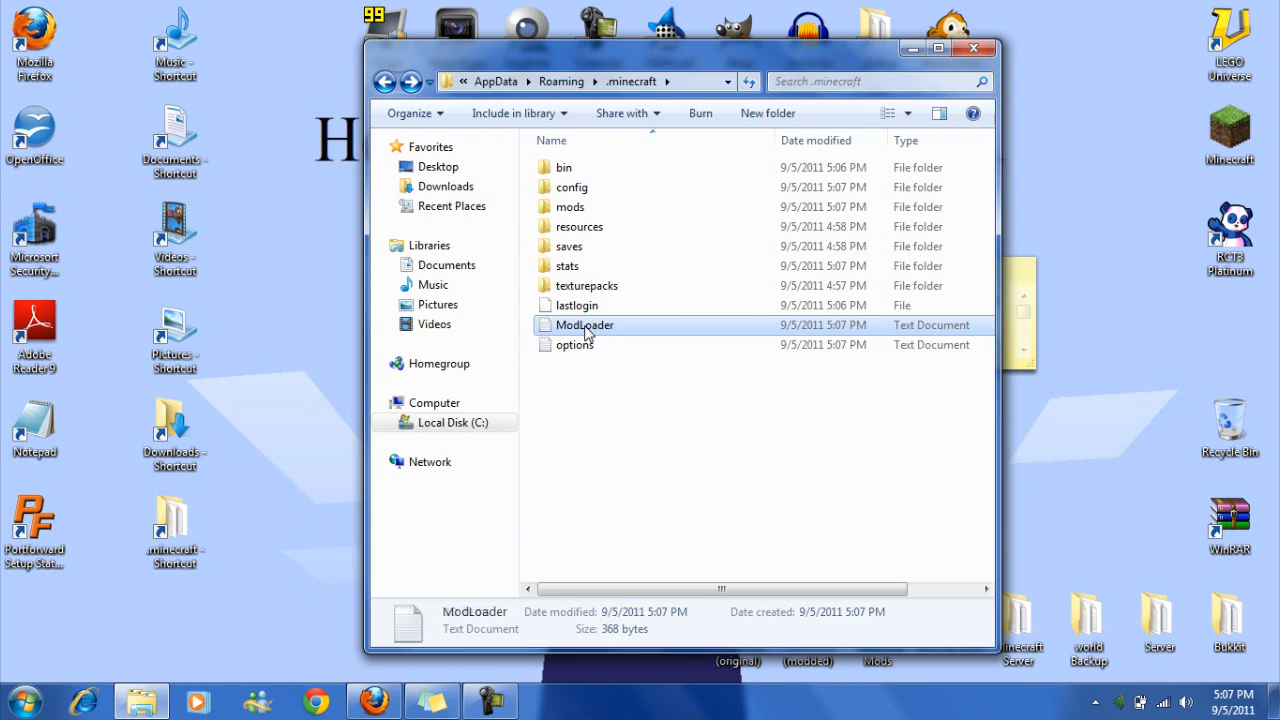 99
Mozilla
Firefox
Music -
Shortcut
OpenOffice
Documents -
Shortcut
Microsoft
Security...
Videos -
Shortcut
Adobe
Reader 9
Pictures -
Shortcut
Notepad
Downloads -
Shortcut
Portforward
Setup Stat...
.minecraft -
Shortcut
H
« AppData Roaming .minecraft
Search .minecraft
Organize Include in library Share with Burn New folder
Favorites
Desktop
Downloads
Recent Places
Libraries
Documents
Music
Pictures
Videos
Homegroup
Computer
Local Disk (C:)
Network
Name Date modified Type
bin 9/5/2011 5:06 PM File folder
config 9/5/2011 5:07 PM File folder
mods 9/5/2011 5:07 PM File folder
resources 9/5/2011 4:58 PM File folder
saves 9/5/2011 4:58 PM File folder
stats 9/5/2011 5:07 PM File folder
texturepacks 9/5/2011 4:57 PM File folder
lastlogin 9/5/2011 5:06 PM File
ModLoader 9/5/2011 5:07 PM Text Document
options 9/5/2011 5:07 PM Text Document
ModLoader Date modified: 9/5/2011 5:07 PM Date created: 9/5/2011 5:07 PM
Text Document Size: 368 bytes
LEGO
Universe
Minecraft
RCT3
Platinum
Recycle Bin
WinRAR
(original)
(modded)
Mods
Server
world
Backup
Server
Bukkit
5:07 PM
9/5/2011